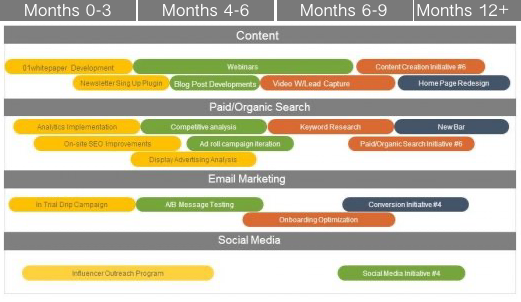 Months 0-3 Months 4-6 Months 6-9 Months 12+
Content
01whitepaper Development Webinars Content Creation Initiative #6
Newsletter Sing Up Plugin Blog Post Developments Video W/Lead Capture Home Page Redesign
Paid/Organic Search
Analytics Implementation Competitive analysis Keyword Research New Bar
On-site SEO Improvements Ad roll campaign iteration Paid/Organic Search Initiative #6
Display Advertising Analysis
Email Marketing
In Trial Drip Campaign A/B Message Testing Conversion Initiative #4
Onboarding Optimization
Social Media
Influencer Outreach Program Social Media Initiative #4